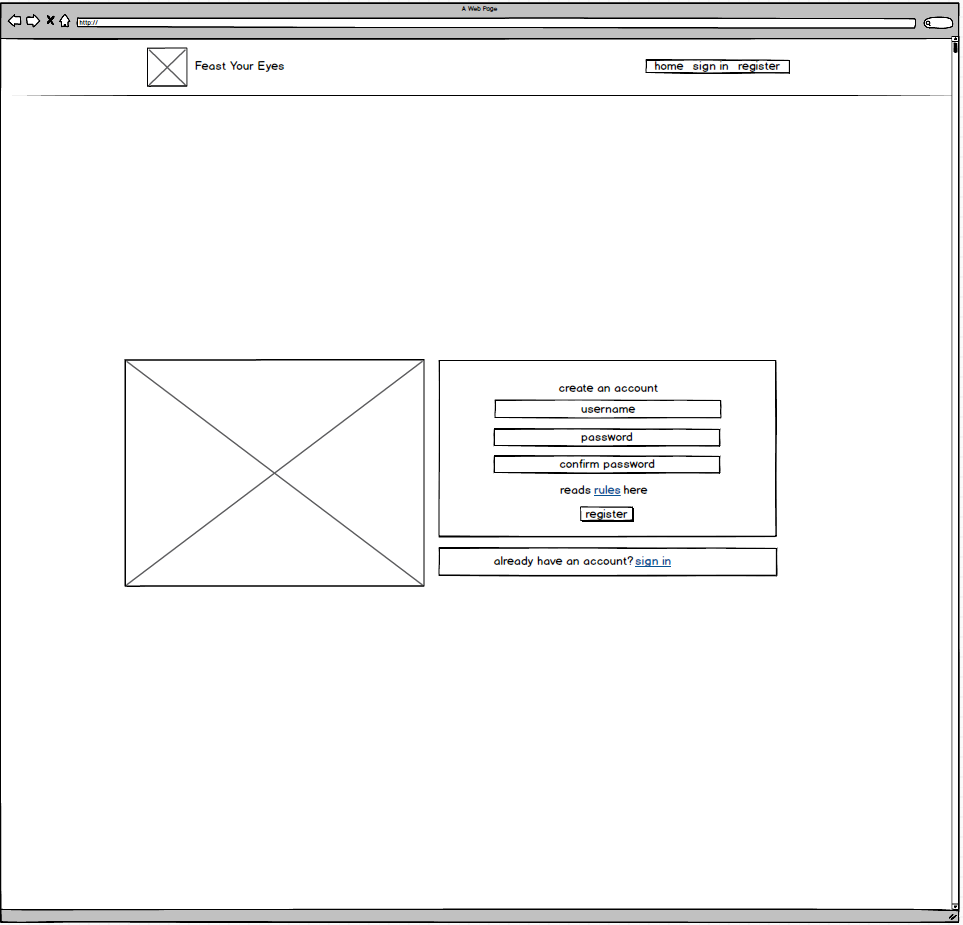 A Web Page
http://
Feast Your Eyes
home sign in register
create an account
username
password
confirm password
reads rules here
register
already have an account? sign in